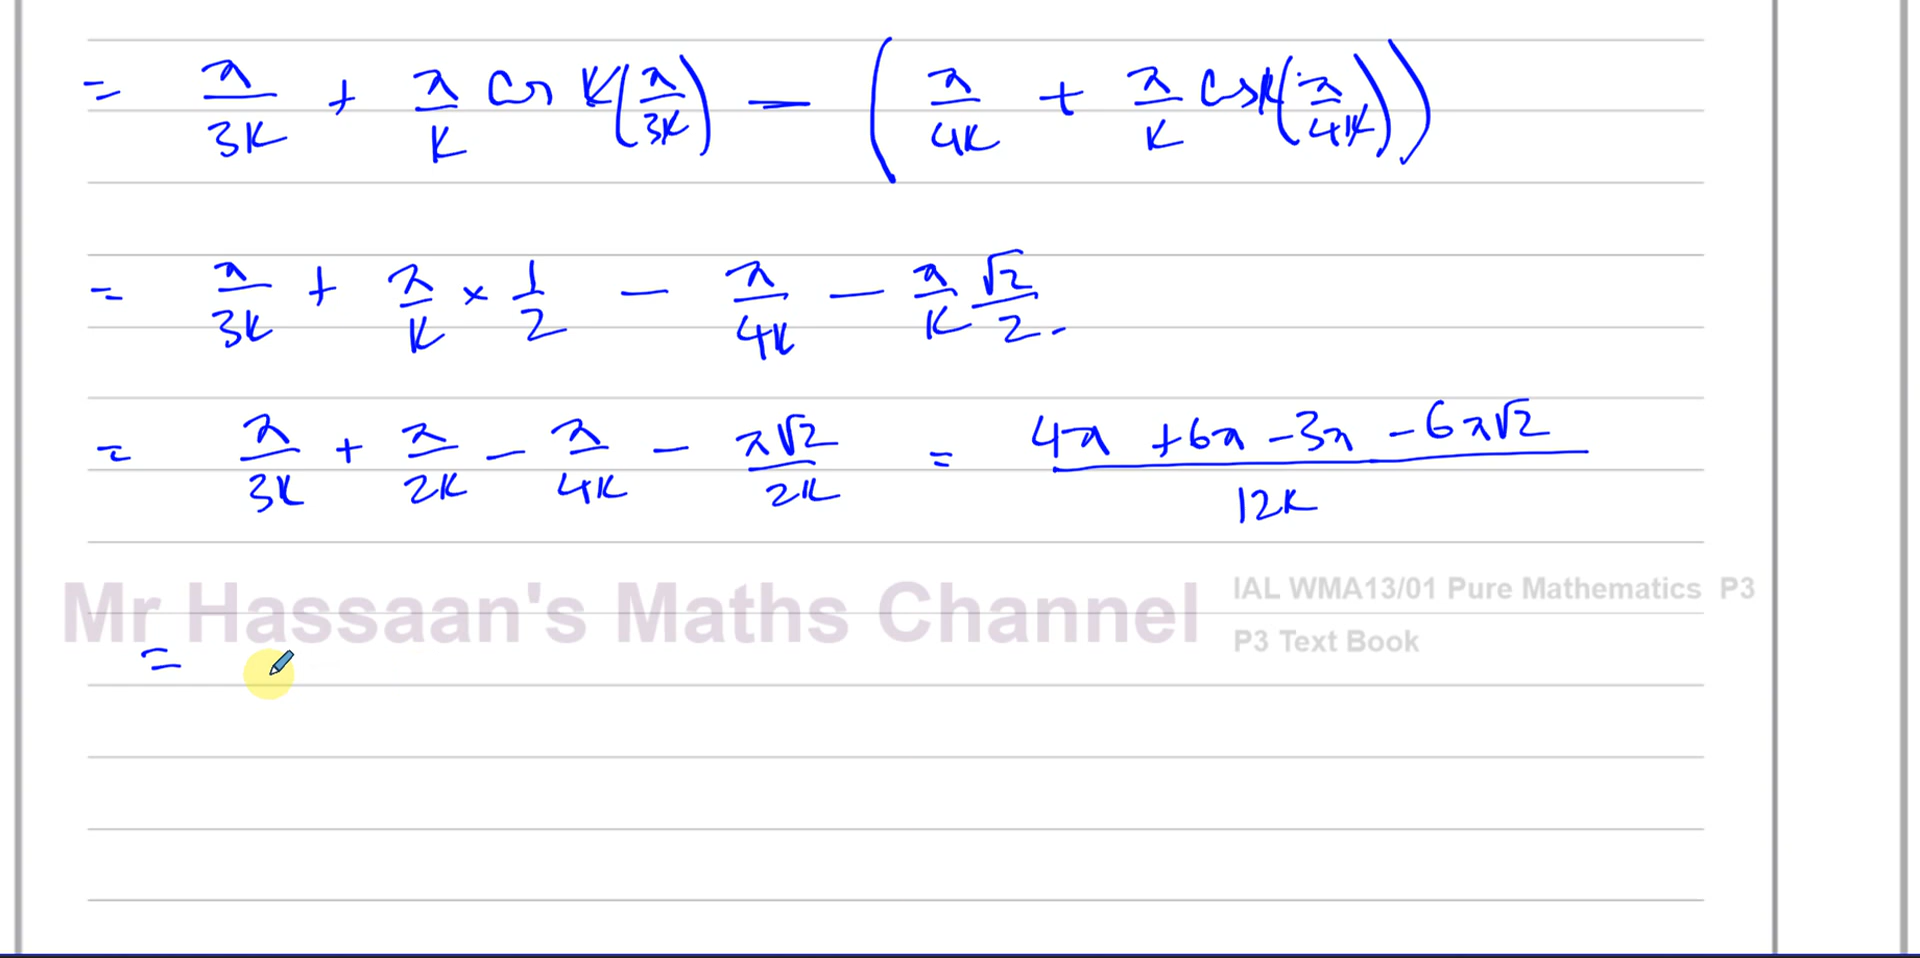 = π/3K + π/K Cos K(π/3K) − (π/4K + π/K Cos K(π/4K))
= π/3K + π/K × 1/2 − π/4K − π/K √2/2.
= π/3K + π/2K − π/4K − π√2/2K = (4π + 6π − 3π − 6π√2)/12K
Mr Hassaan's Maths Channel
IAL WMA13/01 Pure Mathematics P3
P3 Text Book
=